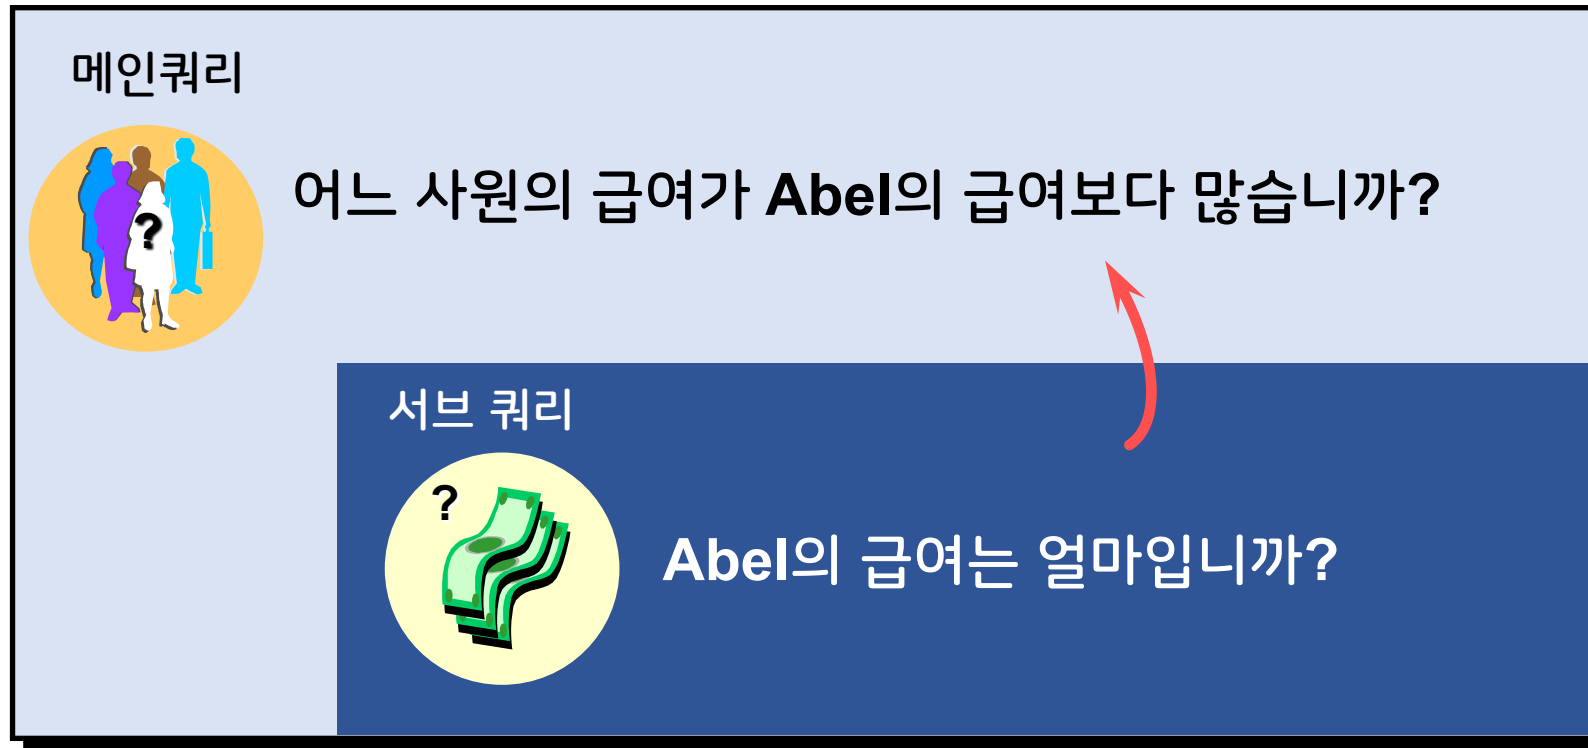 메인쿼리
어느 사원의 급여가 Abel의 급여보다 많습니까?
?
서브 쿼리
?
Abel의 급여는 얼마입니까?